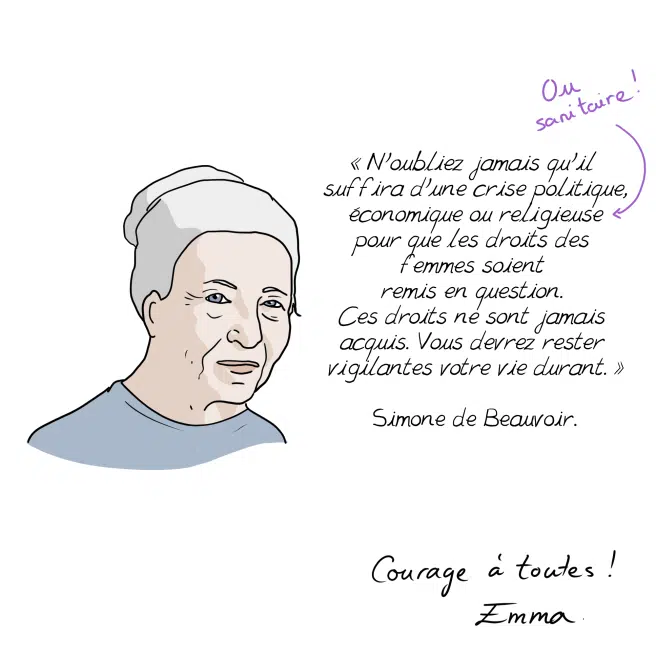 Ou
sanitaire !
« N'oubliez jamais qu'il
suffira d'une crise politique,
économique ou religieuse
pour que les droits des
femmes soient
remis en question.
Ces droits ne sont jamais
acquis. Vous devrez rester
vigilantes votre vie durant. »
Simone de Beauvoir.
Courage à toutes !
Emma.